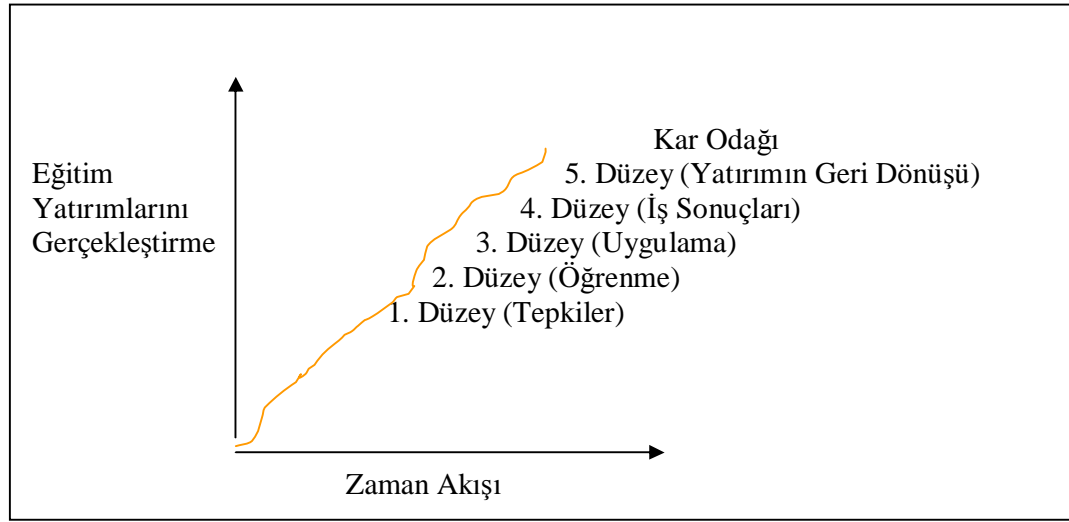 Kar Odağı
Eğitim
Yatırımlarını
Gerçekleştirme
5. Düzey (Yatırımın Geri Dönüşü)
4. Düzey (İş Sonuçları)
3. Düzey (Uygulama)
2. Düzey (Öğrenme)
1. Düzey (Tepkiler)
Zaman Akışı